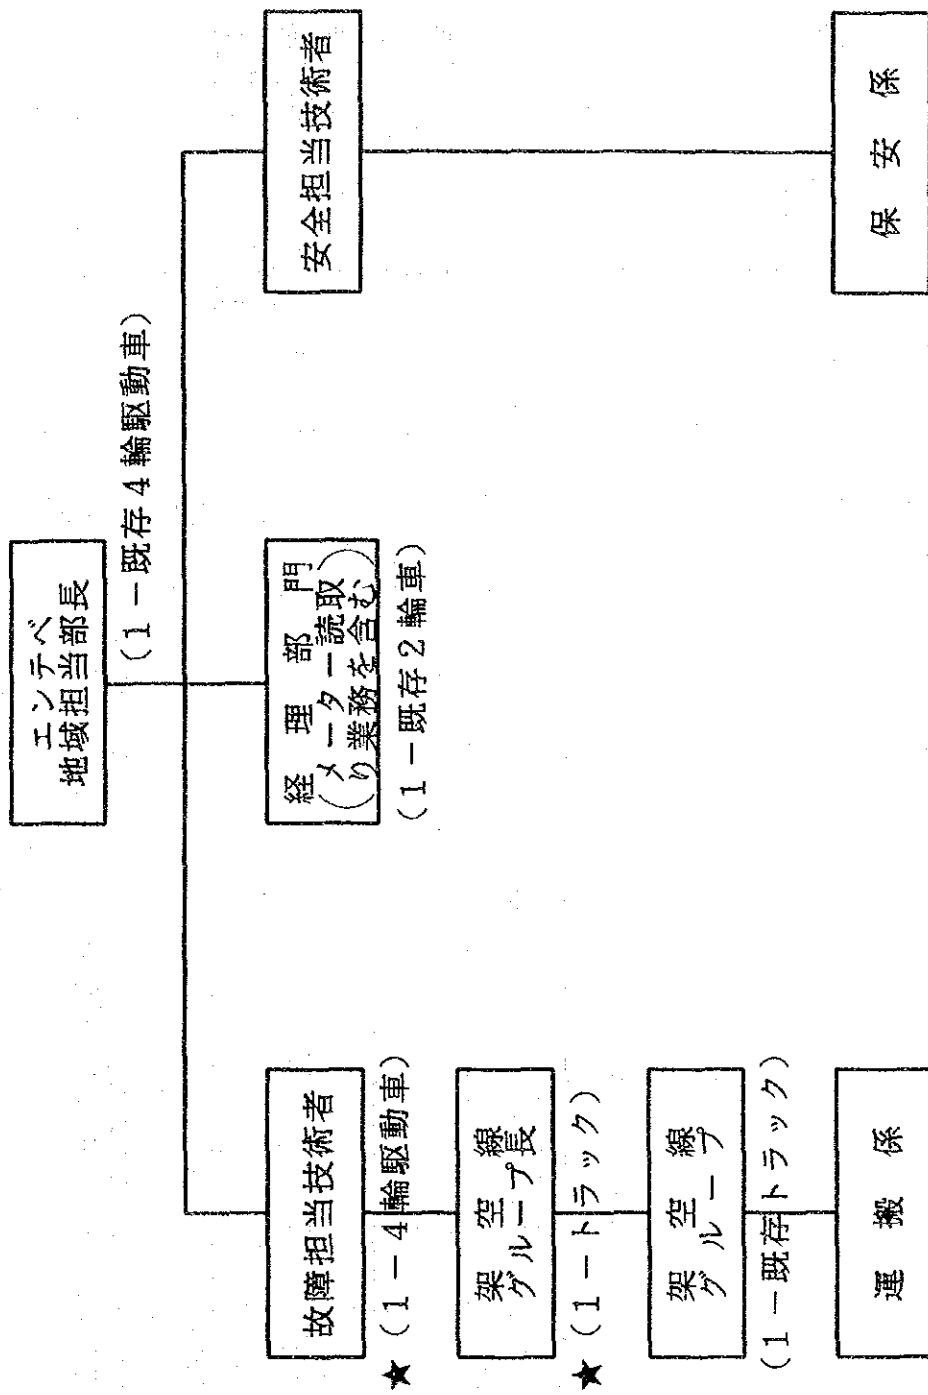 エンテベ
地域担当部長
(1－既存4輪駆動車)
故障担当技術者
★(1－4輪駆動車)
架空線
グループ長
★(1－トラック)
架空線
グループ
(1－既存トラック)
運搬係
経理部門
(メーター読取
り業務を含む)
(1－既存2輪車)
安全担当技術者
保安係